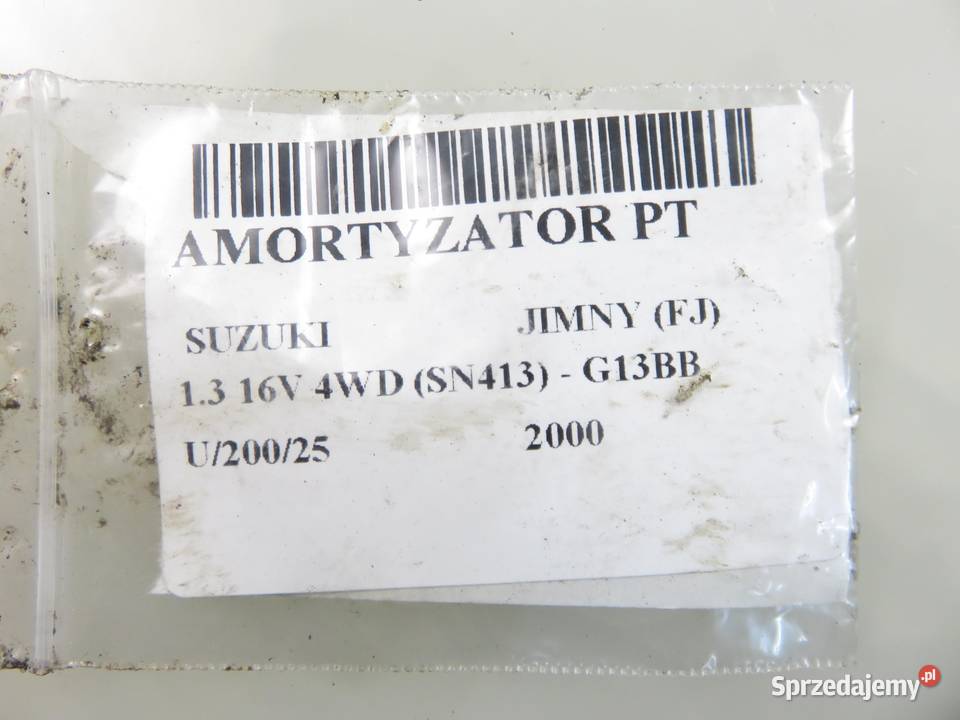 AMORTYZATOR PT
SUZUKI JIMNY (FJ)
1.3 16V 4WD (SN413) - G13BB
U/200/25 2000
Sprzedajemy.pl